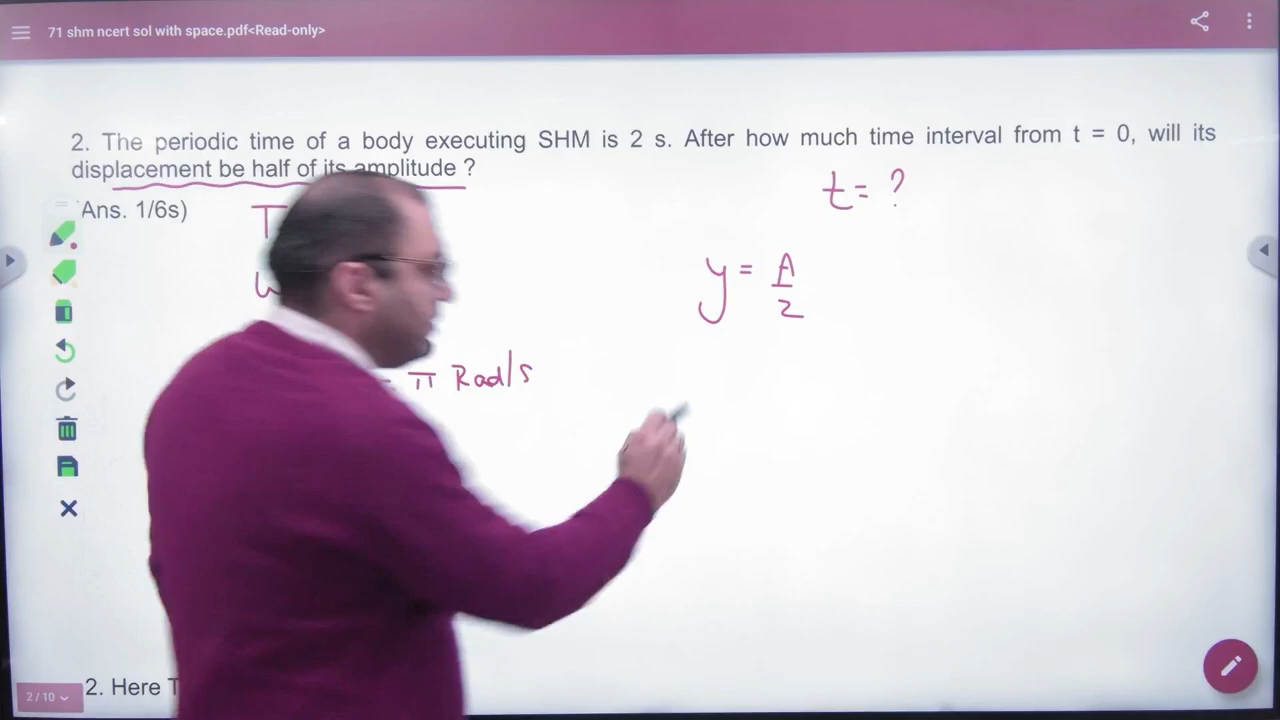 71 shm ncert sol with space.pdf<Read-only>
2. The periodic time of a body executing SHM is 2 s. After how much time interval from t = 0, will its
displacement be half of its amplitude ?
t = ?
Ans. 1/6s)
T
y = A/2
π Rad/s
2. Here T
2 / 10